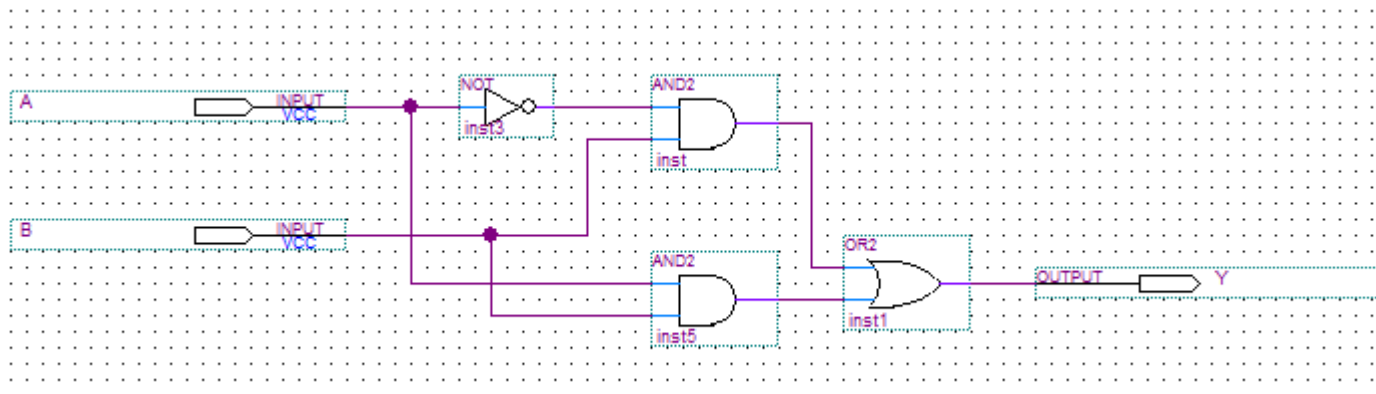 A
INPUT
VCC
NOT
inst3
AND2
inst
B
INPUT
VCC
AND2
inst5
OR2
inst1
OUTPUT
Y